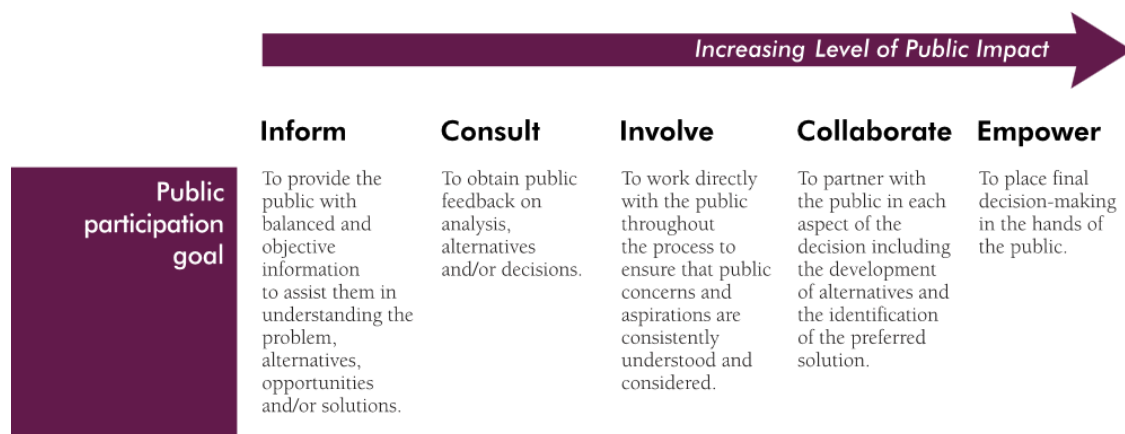 Increasing Level of Public Impact
Inform
Consult
Involve
Collaborate
Empower
Public
participation
goal
To provide the
public with
balanced and
objective
information
to assist them in
understanding the
problem,
alternatives,
opportunities
and/or solutions.
To obtain public
feedback on
analysis,
alternatives
and/or decisions.
To work directly
with the public
throughout
the process to
ensure that public
concerns and
aspirations are
consistently
understood and
considered.
To partner with
the public in each
aspect of the
decision including
the development
of alternatives and
the identification
of the preferred
solution.
To place final
decision-making
in the hands of
the public.